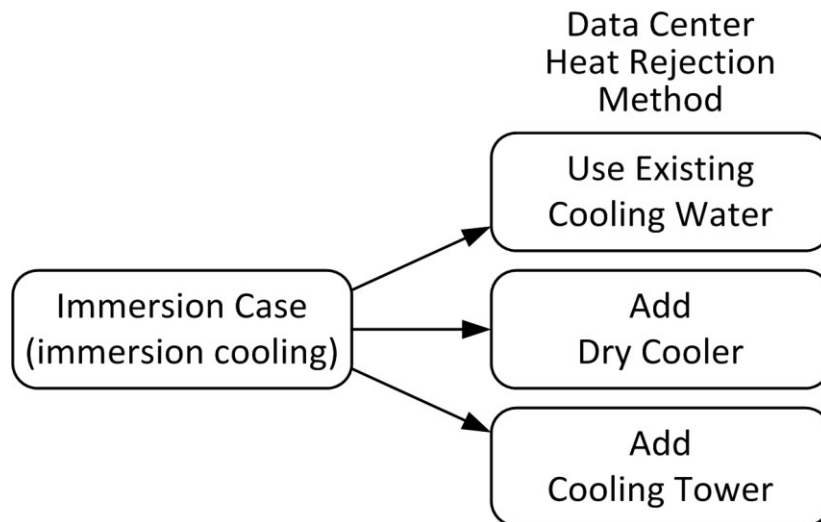 Data Center
Heat Rejection
Method
Use Existing
Cooling Water
Immersion Case
(immersion cooling)
Add
Dry Cooler
Add
Cooling Tower